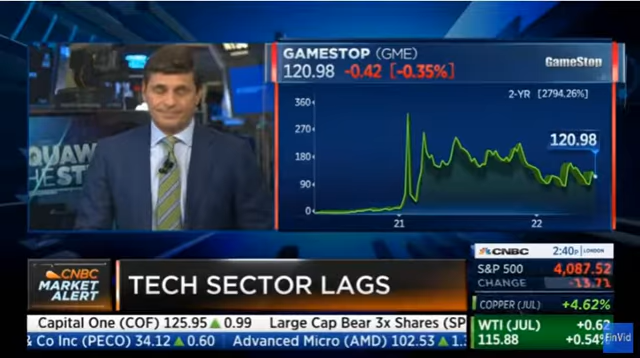 GAMESTOP (GME)
120.98 -0.42 [-0.35%]
GameStop
2-YR [2794.26%]
360
270
180
90
0
120.98
21
22
QUAW
HE ST
CNBC
MARKET
ALERT
TECH SECTOR LAGS
CNBC 2:40p LONDON
S&P 500 4,087.52
CHANGE -13.71
COPPER (JUL) +4.62%
WTI (JUL) +0.62
115.88 +0.54%
FinVid
Capital One (COF) 125.95 0.99 Large Cap Bear 3x Shares (SP
& Co Inc (PECO) 34.12 0.60 Advanced Micro (AMD) 102.53 1.